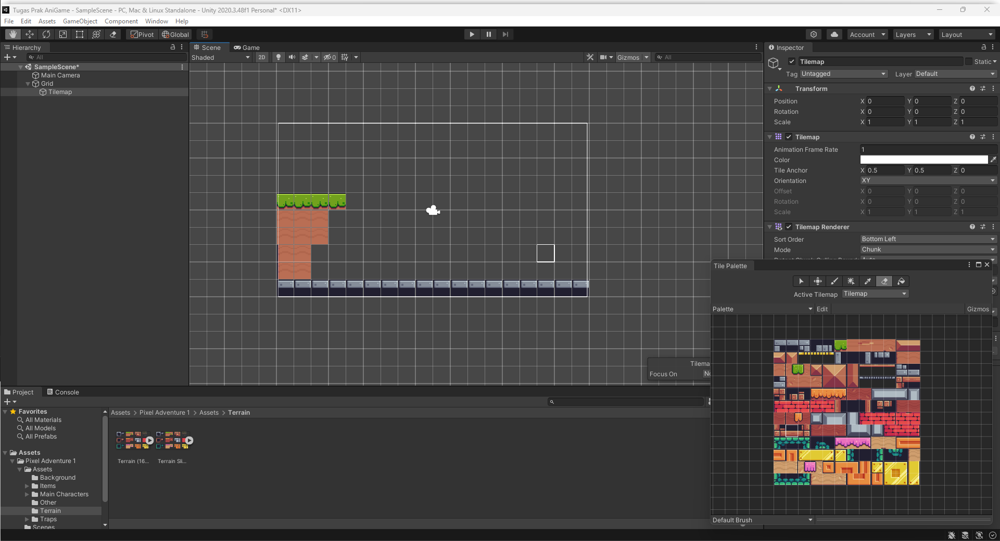 Tugas Prak AniGame - SampleScene - PC, Mac & Linux Standalone - Unity 2020.3.48f1 Personal* <DX11>
File Edit Assets GameObject Component Window Help
Pivot Global Account Layers Layout
Hierarchy
All
SampleScene*
Main Camera
Grid
Tilemap
Scene Game
Shaded 2D 0 Gizmos All
Inspector
Tilemap Static
Tag Untagged Layer Default
Transform
Position X 0 Y 0 Z 0
Rotation X 0 Y 0 Z 0
Scale X 1 Y 1 Z 1
Tilemap
Animation Frame Rate 1
Color
Tile Anchor X 0.5 Y 0.5 Z 0
Orientation XY
Offset X 0 Y 0 Z 0
Rotation X 0 Y 0 Z 0
Scale X 1 Y 1 Z 1
Tilemap Renderer
Sort Order Bottom Left
Mode Chunk
Tile Palette
Active Tilemap Tilemap
Palette Edit Gizmos
Default Brush
Tilema
Focus On No
Project Console
Favorites
All Materials
All Models
All Prefabs
Assets
Pixel Adventure 1
Assets
Background
Items
Main Characters
Other
Terrain
Traps
Scenes
Assets > Pixel Adventure 1 > Assets > Terrain
Terrain (16... Terrain Sli...